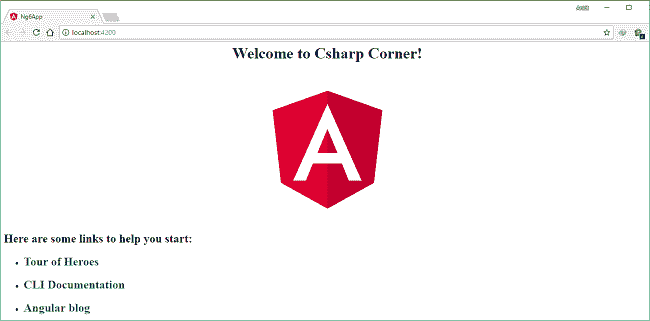 Ng6App
localhost:4200
Welcome to Csharp Corner!
A
Here are some links to help you start:
Tour of Heroes
CLI Documentation
Angular blog